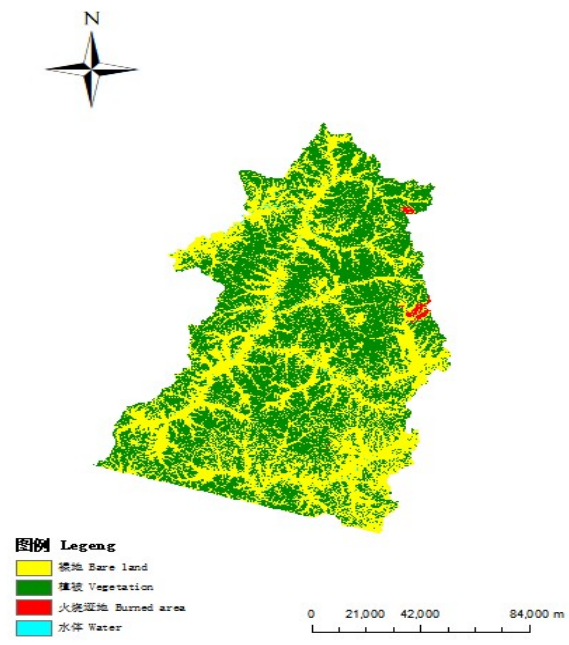 N
图例 Legeng
裸地 Bare land
植被 Vegetation
火烧迹地 Burned area
水体 Water
0 21,000 42,000 84,000 m